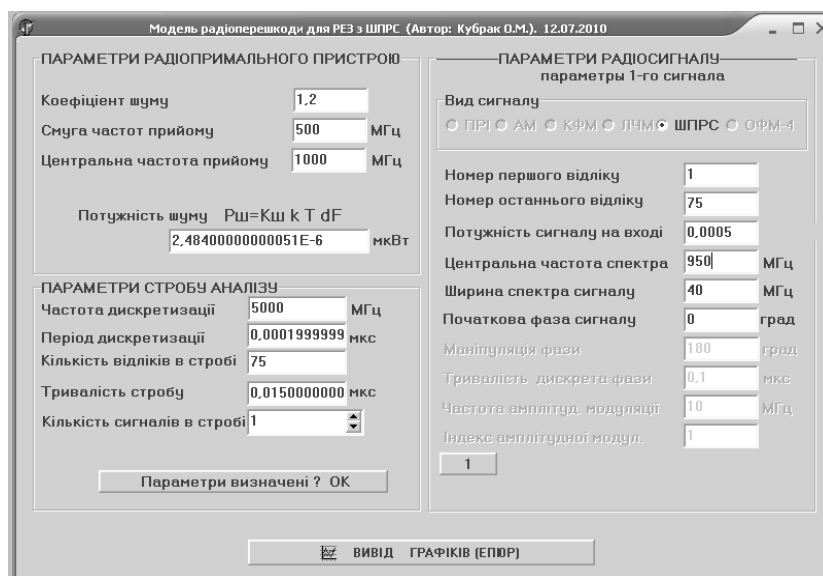 Модель радіоперешкоди для РЕЗ з ШПРС (Автор: Кубрак О.М.). 12.07.2010
ПАРАМЕТРИ РАДІОПРИМАЛЬНОГО ПРИСТРОЮ
Коефіціент шуму 1,2
Смуга частот прийому 500 МГц
Центральна частота прийому 1000 МГц
Потужність шуму Рш=Кш k T dF
2,48400000000051E-6 мкВт
ПАРАМЕТРИ СТРОБУ АНАЛІЗУ
Частота дискретизації 5000 МГц
Період дискретизації 0,0001999999 мкс
Кількість відліків в стробі 75
Тривалість стробу 0,0150000000 мкс
Кількість сигналів в стробі 1
Параметри визначені ? OK
ПАРАМЕТРИ РАДІОСИГНАЛУ
параметры 1-го сигнала
Вид сигналу
ПРІ АМ КФМ ЛЧМ ШПРС ОФМ-4
Номер першого відліку 1
Номер останнього відліку 75
Потужність сигналу на вході 0,0005
Центральна частота спектра 950 МГц
Ширина спектра сигналу 40 МГц
Початкова фаза сигналу 0 град
Маніпуляція фази 180 град
Тривалість дискрета фази 0,1 мкс
Частота амплітуд. модуляції 10 МГц
Індекс амплітудної модул. 1
1
ВИВІД ГРАФІКІВ (ЕПЮР)